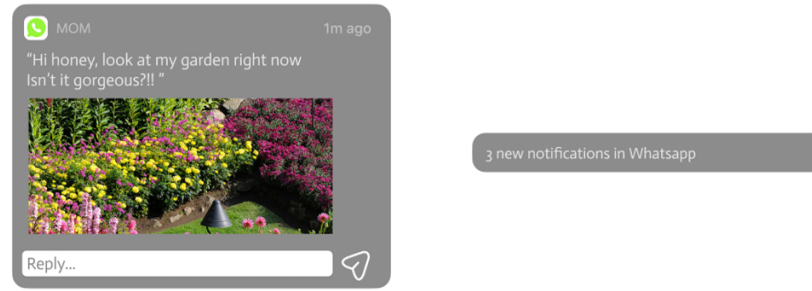 MOM
1m ago
“Hi honey, look at my garden right now
Isn't it gorgeous?!! ”
Reply...
3 new notifications in Whatsapp